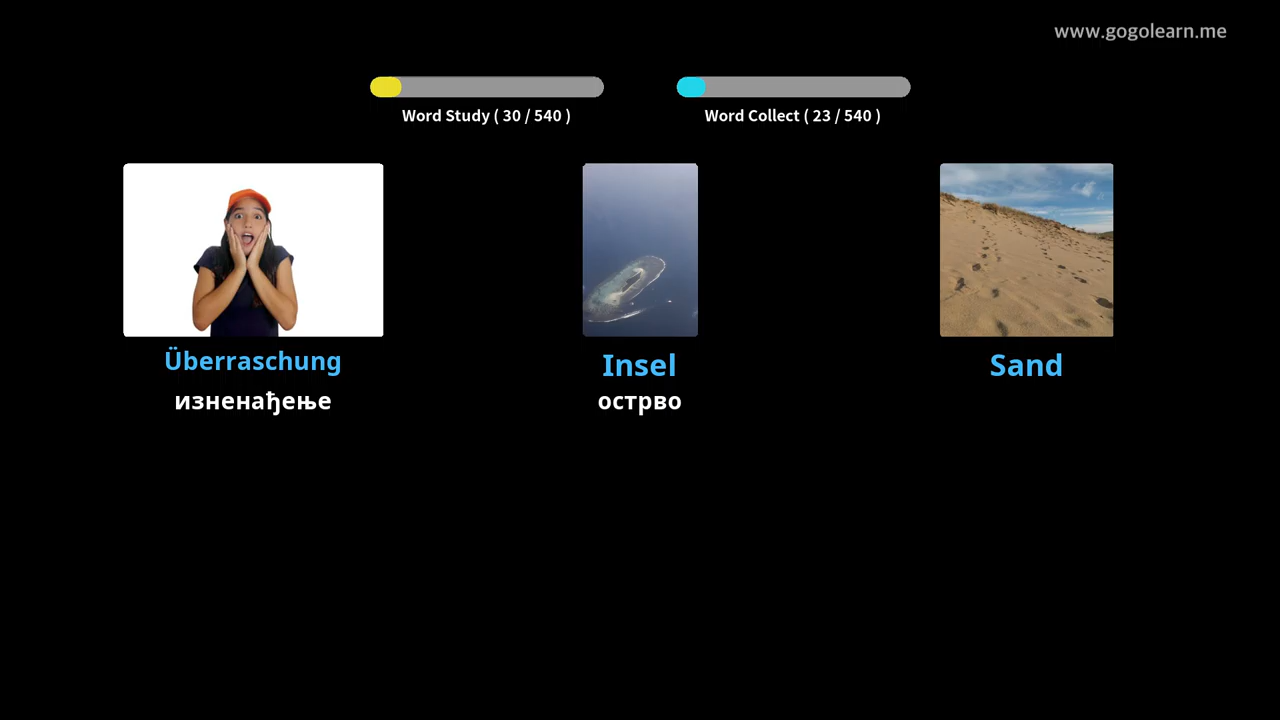 www.gogolearn.me
Word Study ( 30 / 540 )
Word Collect ( 23 / 540 )
Überraschung
Insel
Sand
изненађење
острво